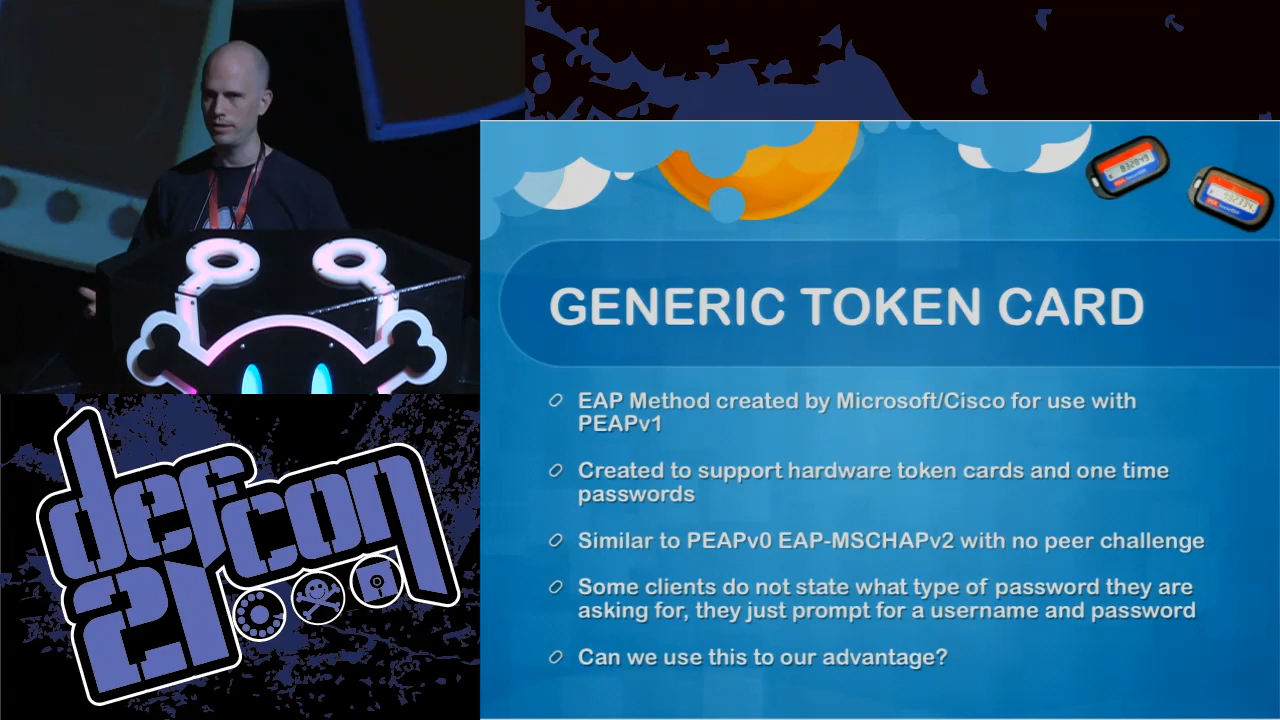 GENERIC TOKEN CARD
EAP Method created by Microsoft/Cisco for use with
PEAPv1
Created to support hardware token cards and one time
passwords
Similar to PEAPv0 EAP-MSCHAPv2 with no peer challenge
Some clients do not state what type of password they are
asking for, they just prompt for a username and password
Can we use this to our advantage?
defcon
21